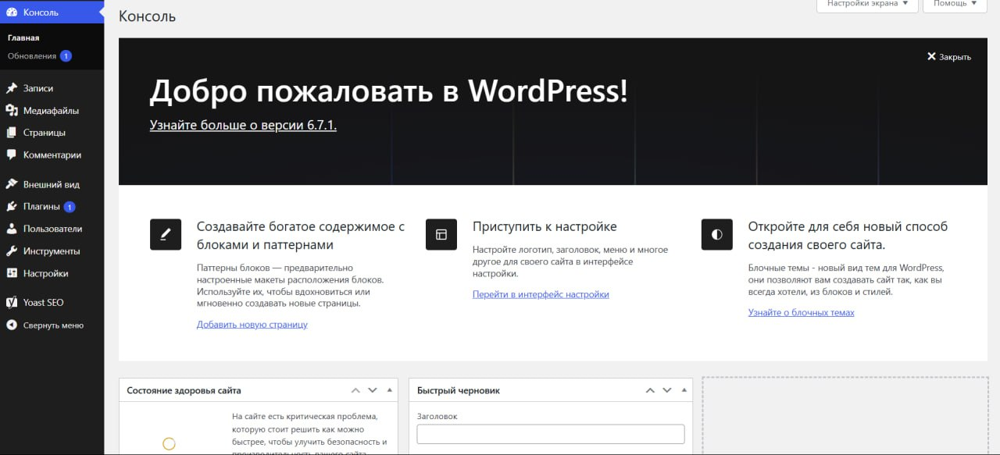 Консоль
Главная
Обновления 1
Записи
Медиафайлы
Страницы
Комментарии
Внешний вид
Плагины 1
Пользователи
Инструменты
Настройки
Yoast SEO
Свернуть меню
Консоль
Настройки экрана
Помощь
Закрыть
Добро пожаловать в WordPress!
Узнайте больше о версии 6.7.1.
Создавайте богатое содержимое с
блоками и паттернами
Паттерны блоков — предварительно
настроенные макеты расположения блоков.
Используйте их, чтобы вдохновиться или
мгновенно создавать новые страницы.
Добавить новую страницу
Приступить к настройке
Настройте логотип, заголовок, меню и многое
другое для своего сайта в интерфейсе
настройки.
Перейти в интерфейс настройки
Откройте для себя новый способ
создания своего сайта.
Блочные темы - новый вид тем для WordPress,
они позволяют вам создавать сайт так, как вы
всегда хотели, из блоков и стилей.
Узнайте о блочных темах
Состояние здоровья сайта
На сайте есть критическая проблема,
которую стоит решить как можно
быстрее, чтобы улучшить безопасность и
производительность вашего сайта
Быстрый черновик
Заголовок